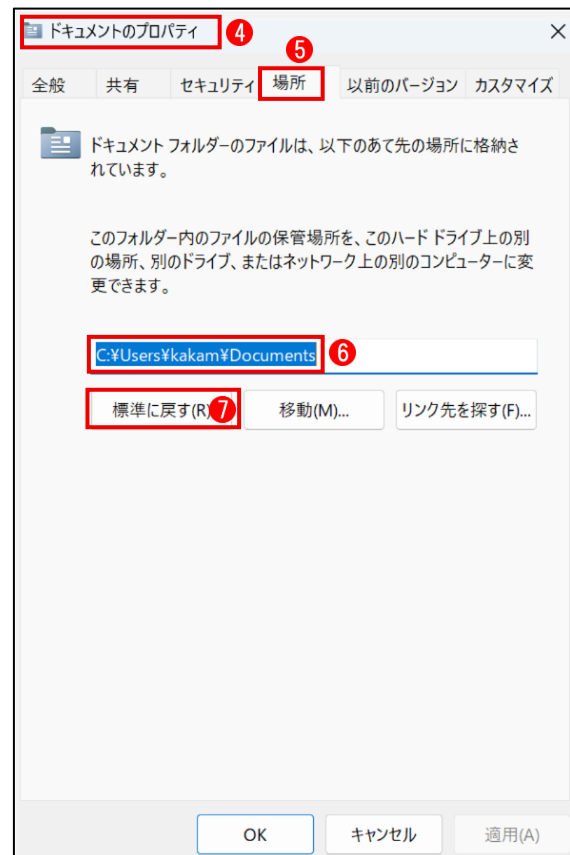 ドキュメントのプロパティ 4
5
全般 共有 セキュリティ 場所 以前のバージョン カスタマイズ
ドキュメント フォルダーのファイルは、以下のあて先の場所に格納さ
れています。
このフォルダー内のファイルの保管場所を、このハード ドライブ上の別
の場所、別のドライブ、またはネットワーク上の別のコンピューターに変
更できます。
C:¥Users¥kakam¥Documents 6
標準に戻す(R) 7 移動(M)... リンク先を探す(F)...
OK キャンセル 適用(A)